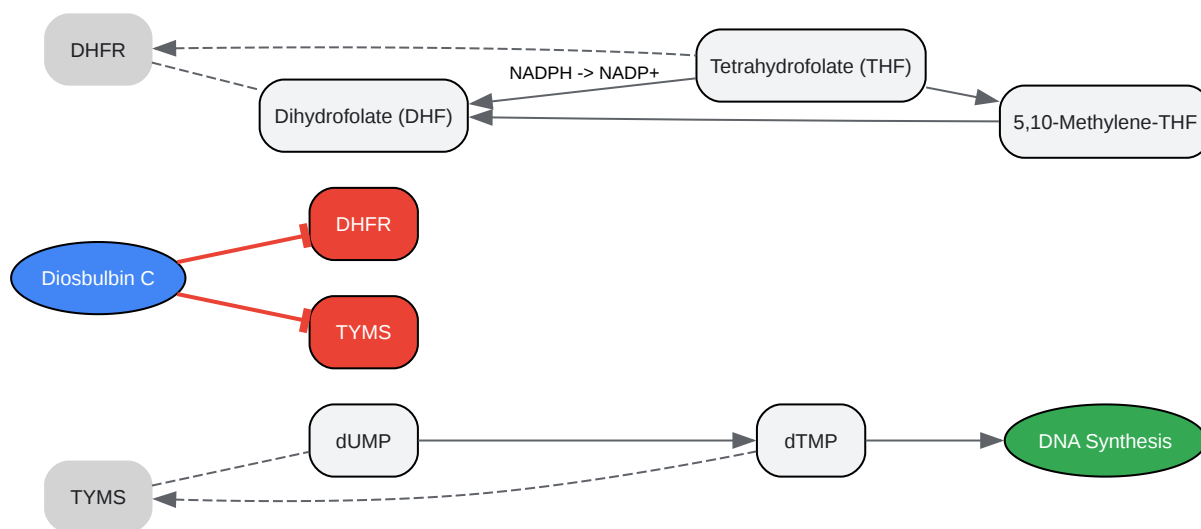 DHFR
Tetrahydrofolate (THF)
NADPH -> NADP+
Dihydrofolate (DHF)
5,10-Methylene-THF
DHFR
Diosbulbin C
TYMS
dUMP
dTMP
DNA Synthesis
TYMS